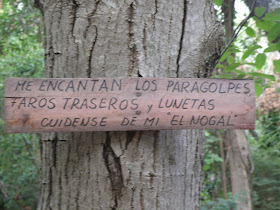 ME ENCANTAN LOS PARAGOLPES
FAROS TRASEROS y LUNETAS
CUIDENSE DE MI "EL NOGAL"